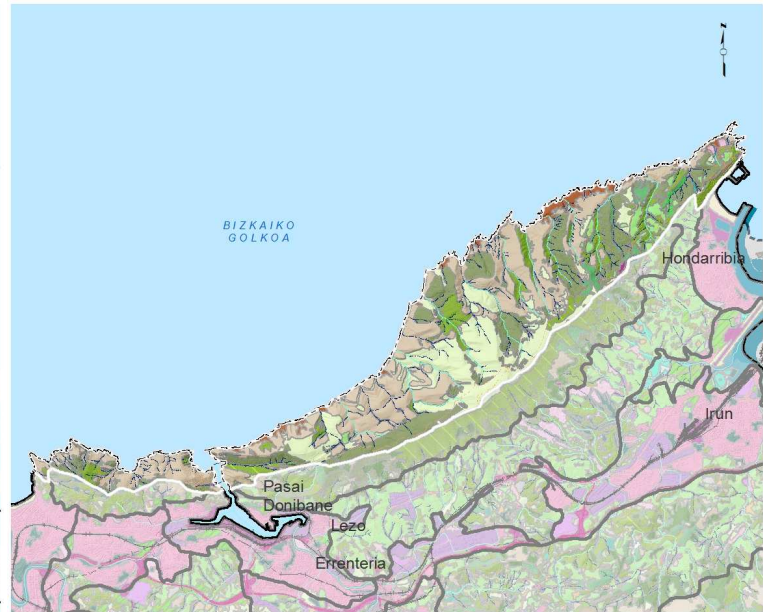 N
BIZKAIKO
GOLKOA
Hondarribia
Irun
Pasai
Donibane
Lezo
Errenteria